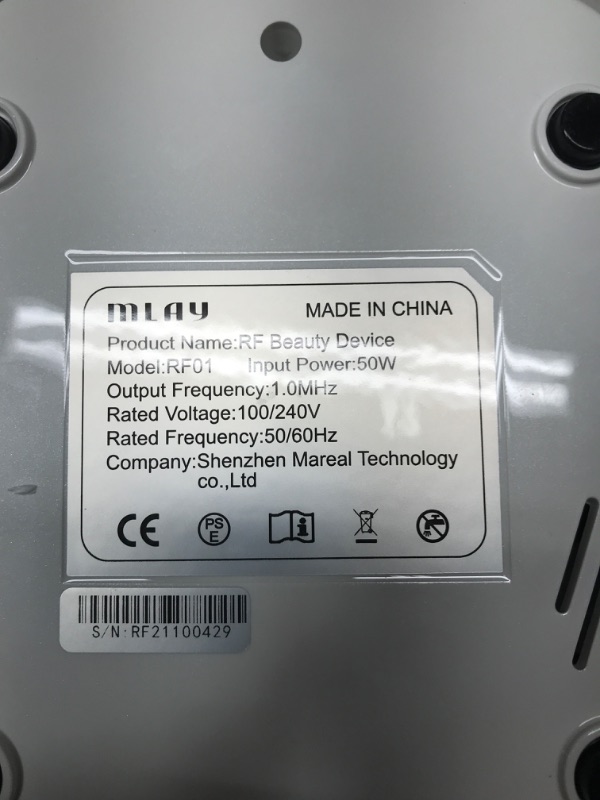 MLAY MADE IN CHINA
Product Name:RF Beauty Device
Model:RF01 Input Power:50W
Output Frequency:1.0MHz
Rated Voltage:100/240V
Rated Frequency:50/60Hz
Company:Shenzhen Mareal Technology
co.,Ltd
CE PS
E
S/N:RF21100429